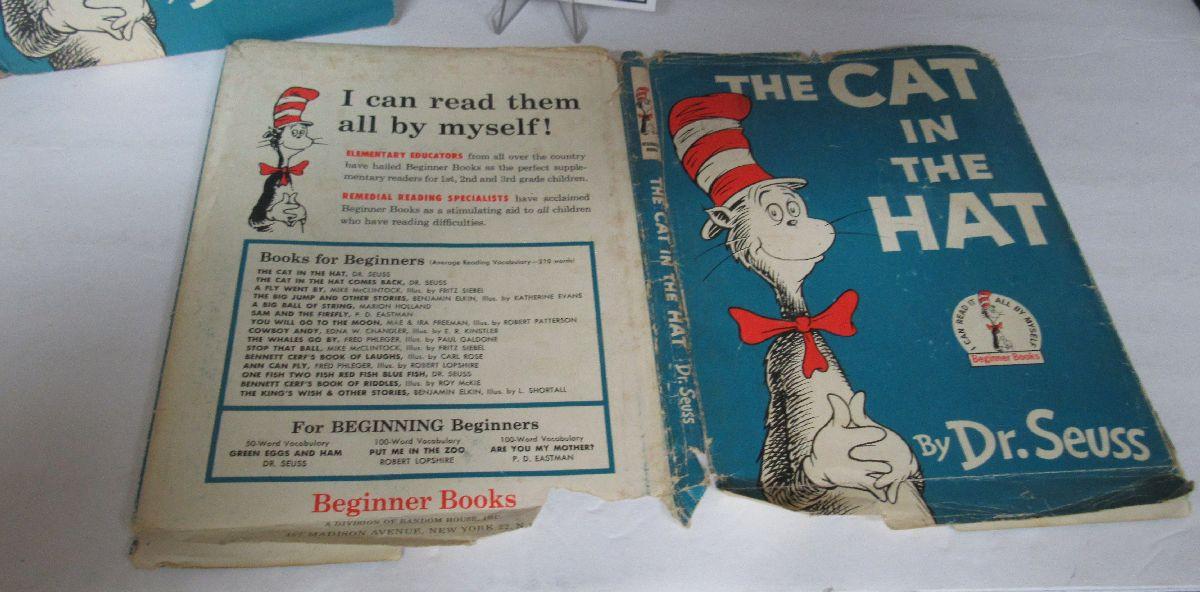 I can read them
all by myself!
ELEMENTARY EDUCATORS from all over the country
have hailed Beginner Books as the perfect supple-
mentary readers for 1st, 2nd and 3rd grade children.
REMEDIAL READING SPECIALISTS have acclaimed
Beginner Books as a stimulating aid to all children
who have reading difficulties.
Books for Beginners (Average Reading Vocabulary—270 words)
THE CAT IN THE HAT, DR. SEUSS
THE CAT IN THE HAT COMES BACK, DR. SEUSS
A FLY WENT BY, MIKE McCLINTOCK, Illus. by FRITZ SIEBEL
THE BIG JUMP AND OTHER STORIES, BENJAMIN ELKIN, Illus. by KATHERINE EVANS
A BIG BALL OF STRING, MARION HOLLAND
SAM AND THE FIREFLY, P. D. EASTMAN
YOU WILL GO TO THE MOON, MAE & IRA FREEMAN, Illus. by ROBERT PATTERSON
COWBOY ANDY, EDNA W. CHANDLER, Illus. by E. R. KINSTLER
THE WHALES GO BY, FRED PHLEGER, Illus. by PAUL GALDONE
STOP THAT BALL, MIKE McCLINTOCK, Illus. by FRITZ SIEBEL
BENNETT CERF'S BOOK OF LAUGHS, Illus. by CARL ROSE
ANN CAN FLY, FRED PHLEGER, Illus. by ROBERT LOPSHIRE
ONE FISH TWO FISH RED FISH BLUE FISH, DR. SEUSS
BENNETT CERF'S BOOK OF RIDDLES, Illus. by ROY McKIE
THE KING'S WISH & OTHER STORIES, BENJAMIN ELKIN, Illus. by L. SHORTALL
For BEGINNING Beginners
50-Word Vocabulary
GREEN EGGS AND HAM
DR. SEUSS
100-Word Vocabulary
PUT ME IN THE ZOO
ROBERT LOPSHIRE
100-Word Vocabulary
ARE YOU MY MOTHER?
P. D. EASTMAN
Beginner Books
A DIVISION OF RANDOM HOUSE, INC.
457 MADISON AVENUE, NEW YORK 22, N.
THE CAT IN THE HAT Dr. Seuss
THE CAT
IN
THE
HAT
I CAN READ IT ALL BY MYSELF
Beginner Books
By Dr. Seuss